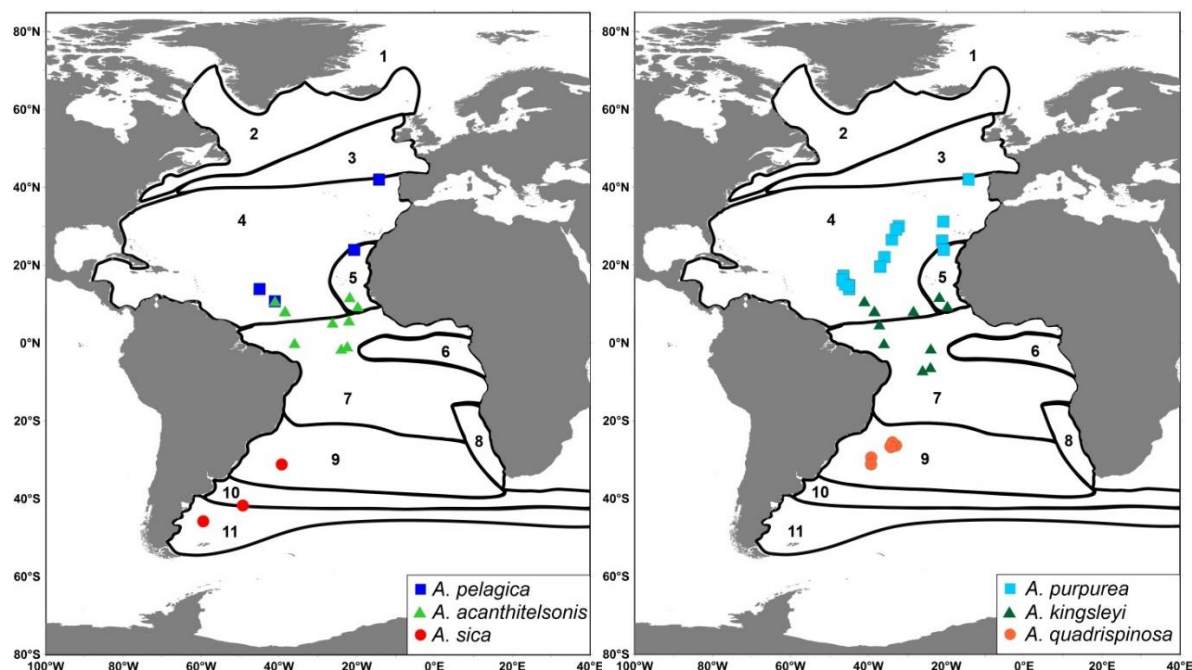 80°N
60°N
40°N
20°N
0°N
20°S
40°S
60°S
80°S
100°W 80°W 60°W 40°W 20°W 0°E 20°E 40°E
1
2
3
4
5
6
7
8
9
10
11
A. pelagica
A. acanthitelsonis
A. sica
80°N
60°N
40°N
20°N
0°N
20°S
40°S
60°S
80°S
100°W 80°W 60°W 40°W 20°W 0°E 20°E 40°E
1
2
3
4
5
6
7
8
9
10
11
A. purpurea
A. kingsleyi
A. quadrispinosa